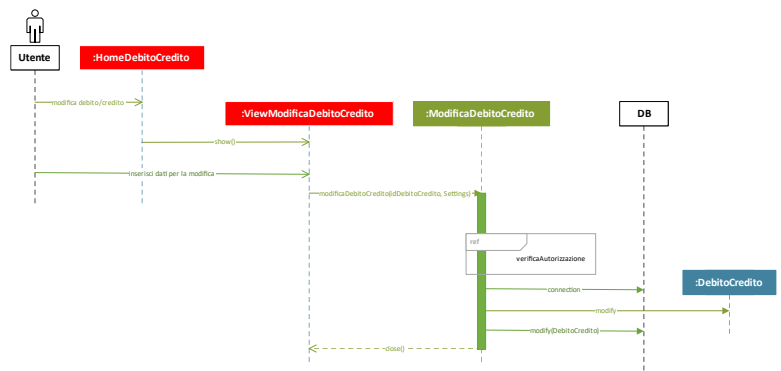 Utente
:HomeDebitoCredito
modifica debito/credito
:ViewModificaDebitoCredito
:ModificaDebitoCredito
DB
show()
inserisci dati per la modifica
modificaDebitoCredito(idDebitoCredito, Settings)
ref
verificaAutorizzazione
:DebitoCredito
connection
modify
modify(DebitoCredito)
close()